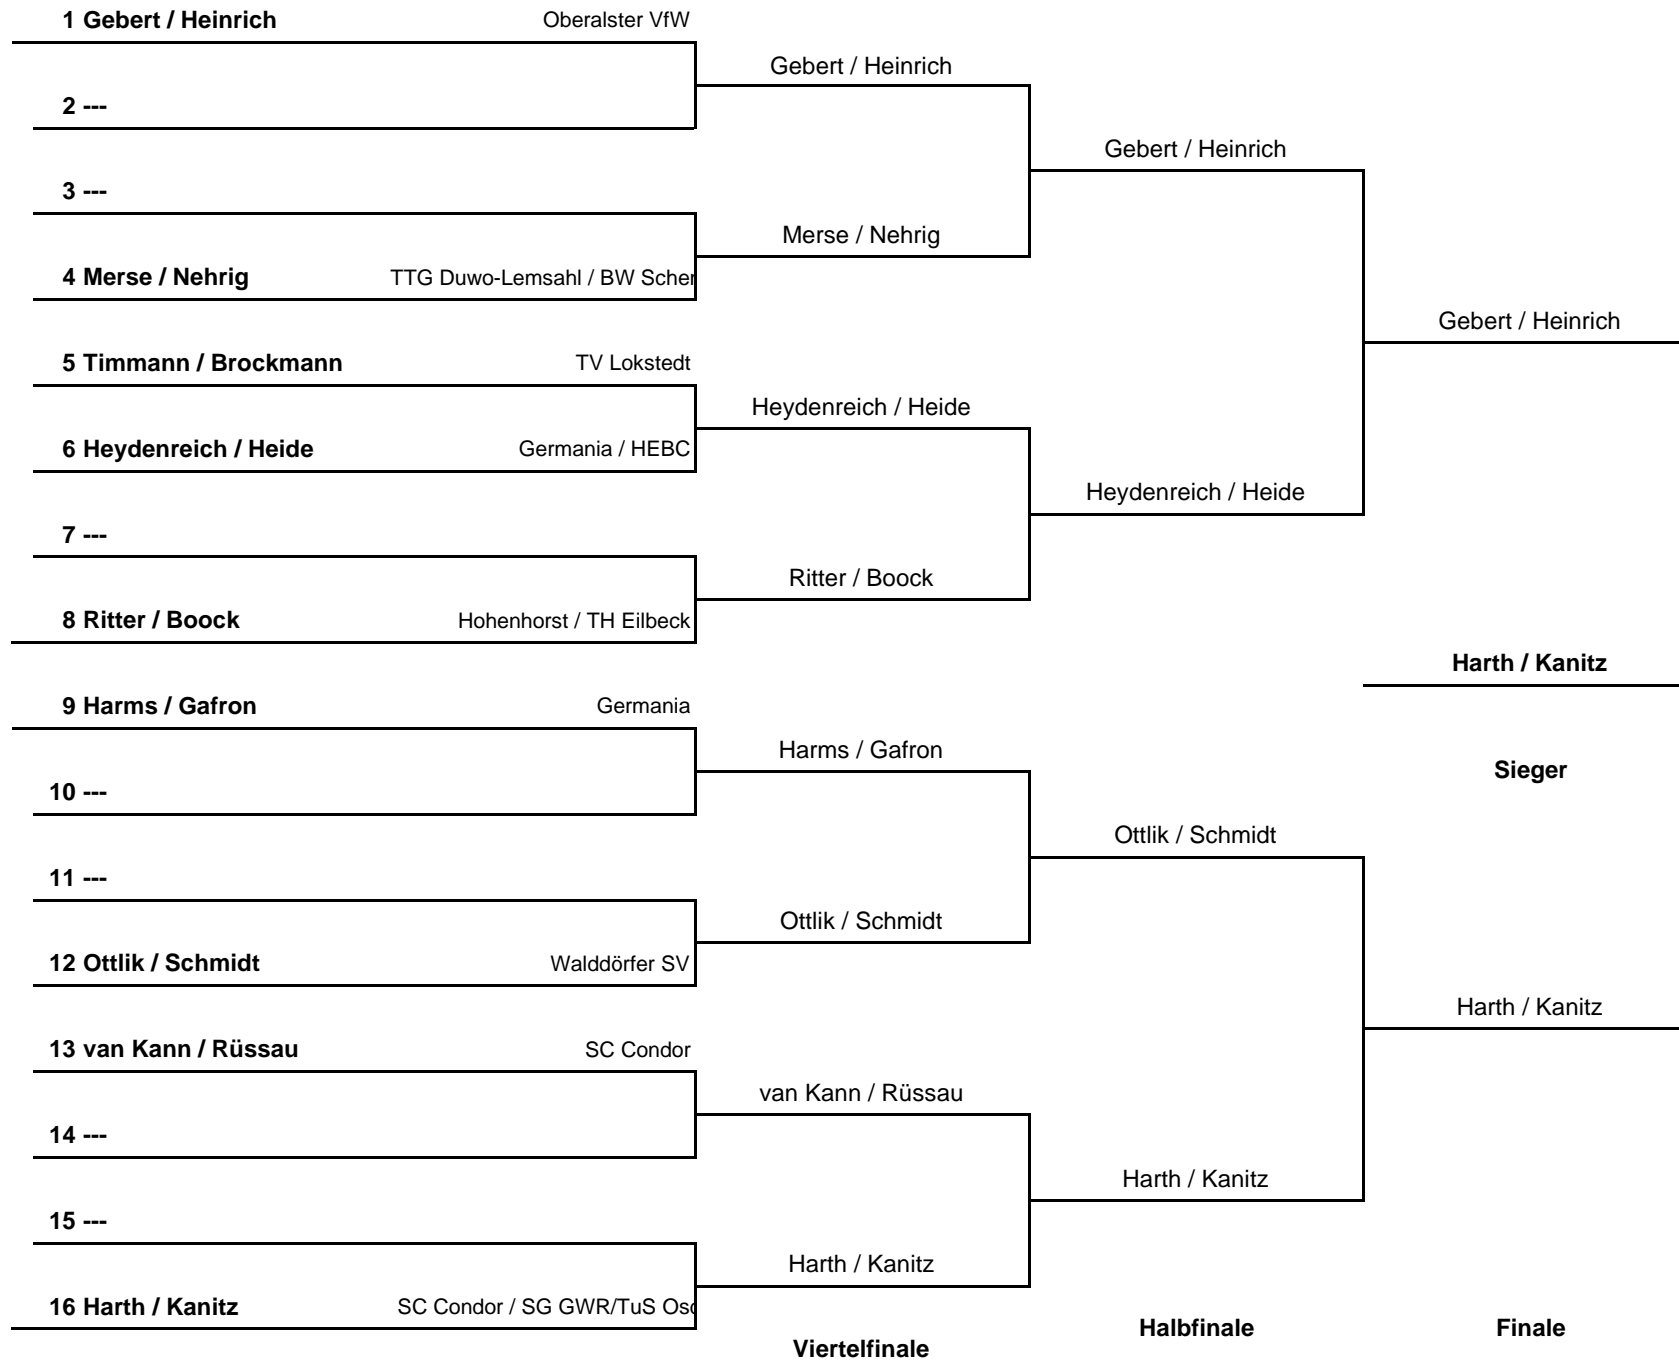 1 Gebert / Heinrich Oberalster VfW
Gebert / Heinrich
2 ---
Gebert / Heinrich
3 ---
Merse / Nehrig
4 Merse / Nehrig TTG Duwo-Lemsahl / BW Scher
Gebert / Heinrich
5 Timmann / Brockmann TV Lokstedt
Heydenreich / Heide
6 Heydenreich / Heide Germania / HEBC
Heydenreich / Heide
7 ---
Ritter / Boock
8 Ritter / Boock Hohenhorst / TH Eilbeck
Harth / Kanitz
9 Harms / Gafron Germania
Harms / Gafron
Sieger
10 ---
Ottlik / Schmidt
11 ---
Ottlik / Schmidt
12 Ottlik / Schmidt Walddörfer SV
Harth / Kanitz
13 van Kann / Rüssau SC Condor
van Kann / Rüssau
14 ---
Harth / Kanitz
15 ---
Harth / Kanitz
16 Harth / Kanitz SC Condor / SG GWR/TuS Osd
Halbfinale Finale
Viertelfinale